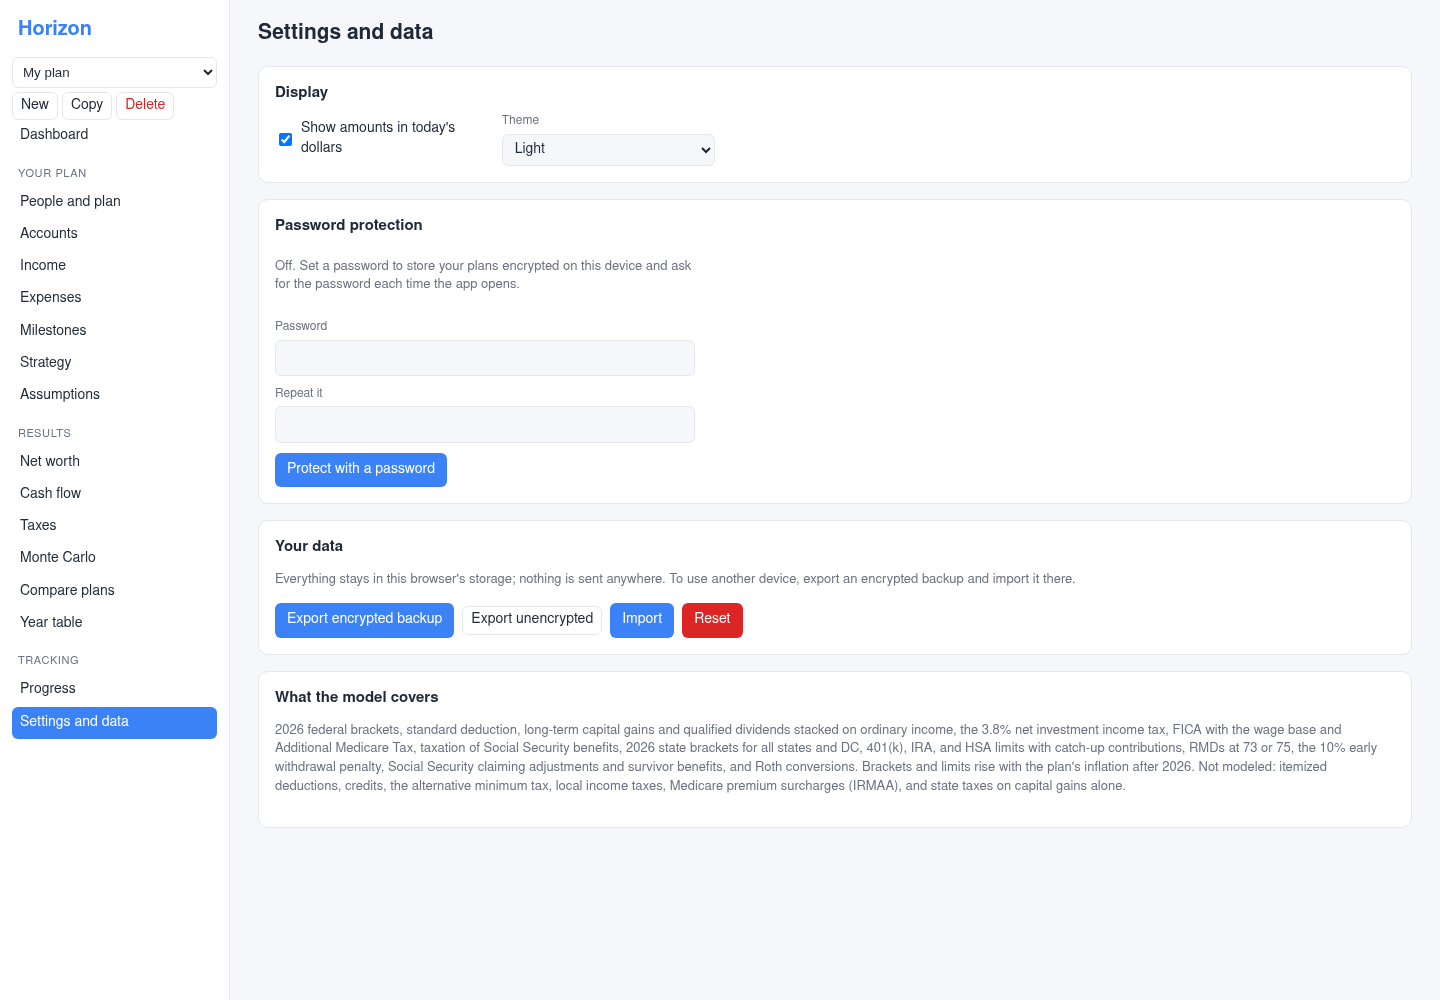 Horizon
My plan
New Copy Delete
Dashboard
YOUR PLAN
People and plan
Accounts
Income
Expenses
Milestones
Strategy
Assumptions
RESULTS
Net worth
Cash flow
Taxes
Monte Carlo
Compare plans
Year table
TRACKING
Progress
Settings and data
Settings and data
Display
Show amounts in today's
dollars
Theme
Light
Password protection
Off. Set a password to store your plans encrypted on this device and ask
for the password each time the app opens.
Password
Repeat it
Protect with a password
Your data
Everything stays in this browser's storage; nothing is sent anywhere. To use another device, export an encrypted backup and import it there.
Export encrypted backup Export unencrypted Import Reset
What the model covers
2026 federal brackets, standard deduction, long-term capital gains and qualified dividends stacked on ordinary income, the 3.8% net investment income tax, FICA with the wage base and
Additional Medicare Tax, taxation of Social Security benefits, 2026 state brackets for all states and DC, 401(k), IRA, and HSA limits with catch-up contributions, RMDs at 73 or 75, the 10% early
withdrawal penalty, Social Security claiming adjustments and survivor benefits, and Roth conversions. Brackets and limits rise with the plan's inflation after 2026. Not modeled: itemized
deductions, credits, the alternative minimum tax, local income taxes, Medicare premium surcharges (IRMAA), and state taxes on capital gains alone.